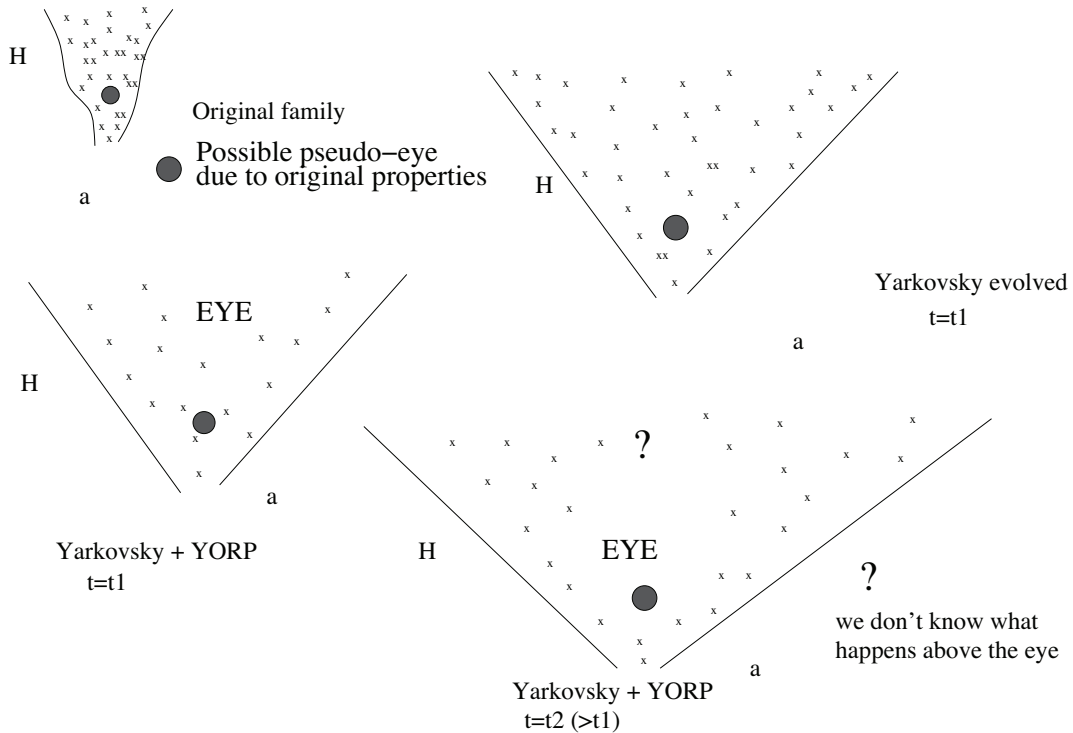 H
Original family
Possible pseudo−eye
due to original properties
a
H
Yarkovsky evolved
t=t1
a
EYE
H
a
Yarkovsky + YORP
t=t1
?
H
EYE
?
we don't know what
happens above the eye
a
Yarkovsky + YORP
t=t2 (>t1)